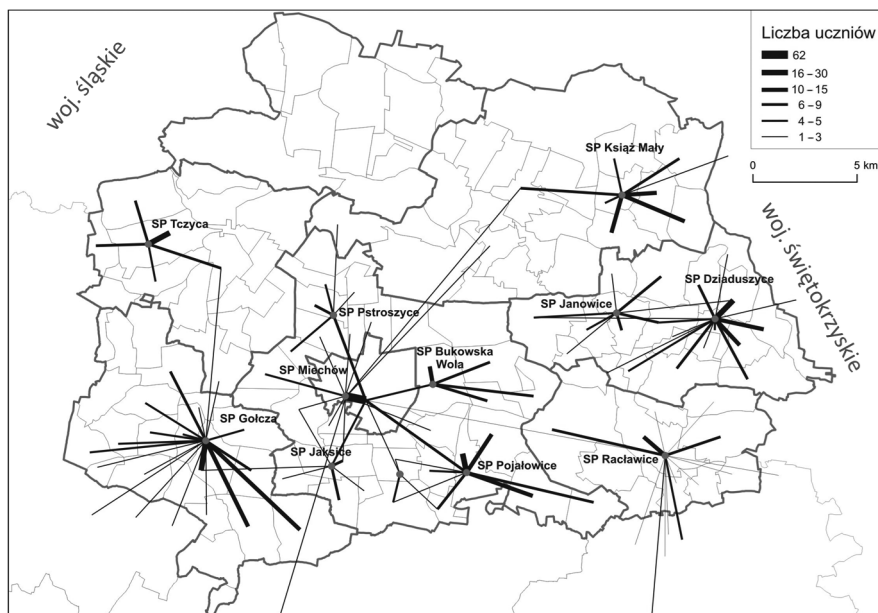 woj. śląskie
Liczba uczniów
62
16 – 30
10 – 15
6 – 9
4 – 5
1 – 3
0
5 km
SP Książ Mały
woj. świętokrzyskie
SP Tczyca
SP Pstroszyce
SP Janowice
SP Dziaduszyce
SP Miechów
SP Bukowska
Wola
SP Gołcza
SP Jaksice
SP Pojałowice
SP Racławice